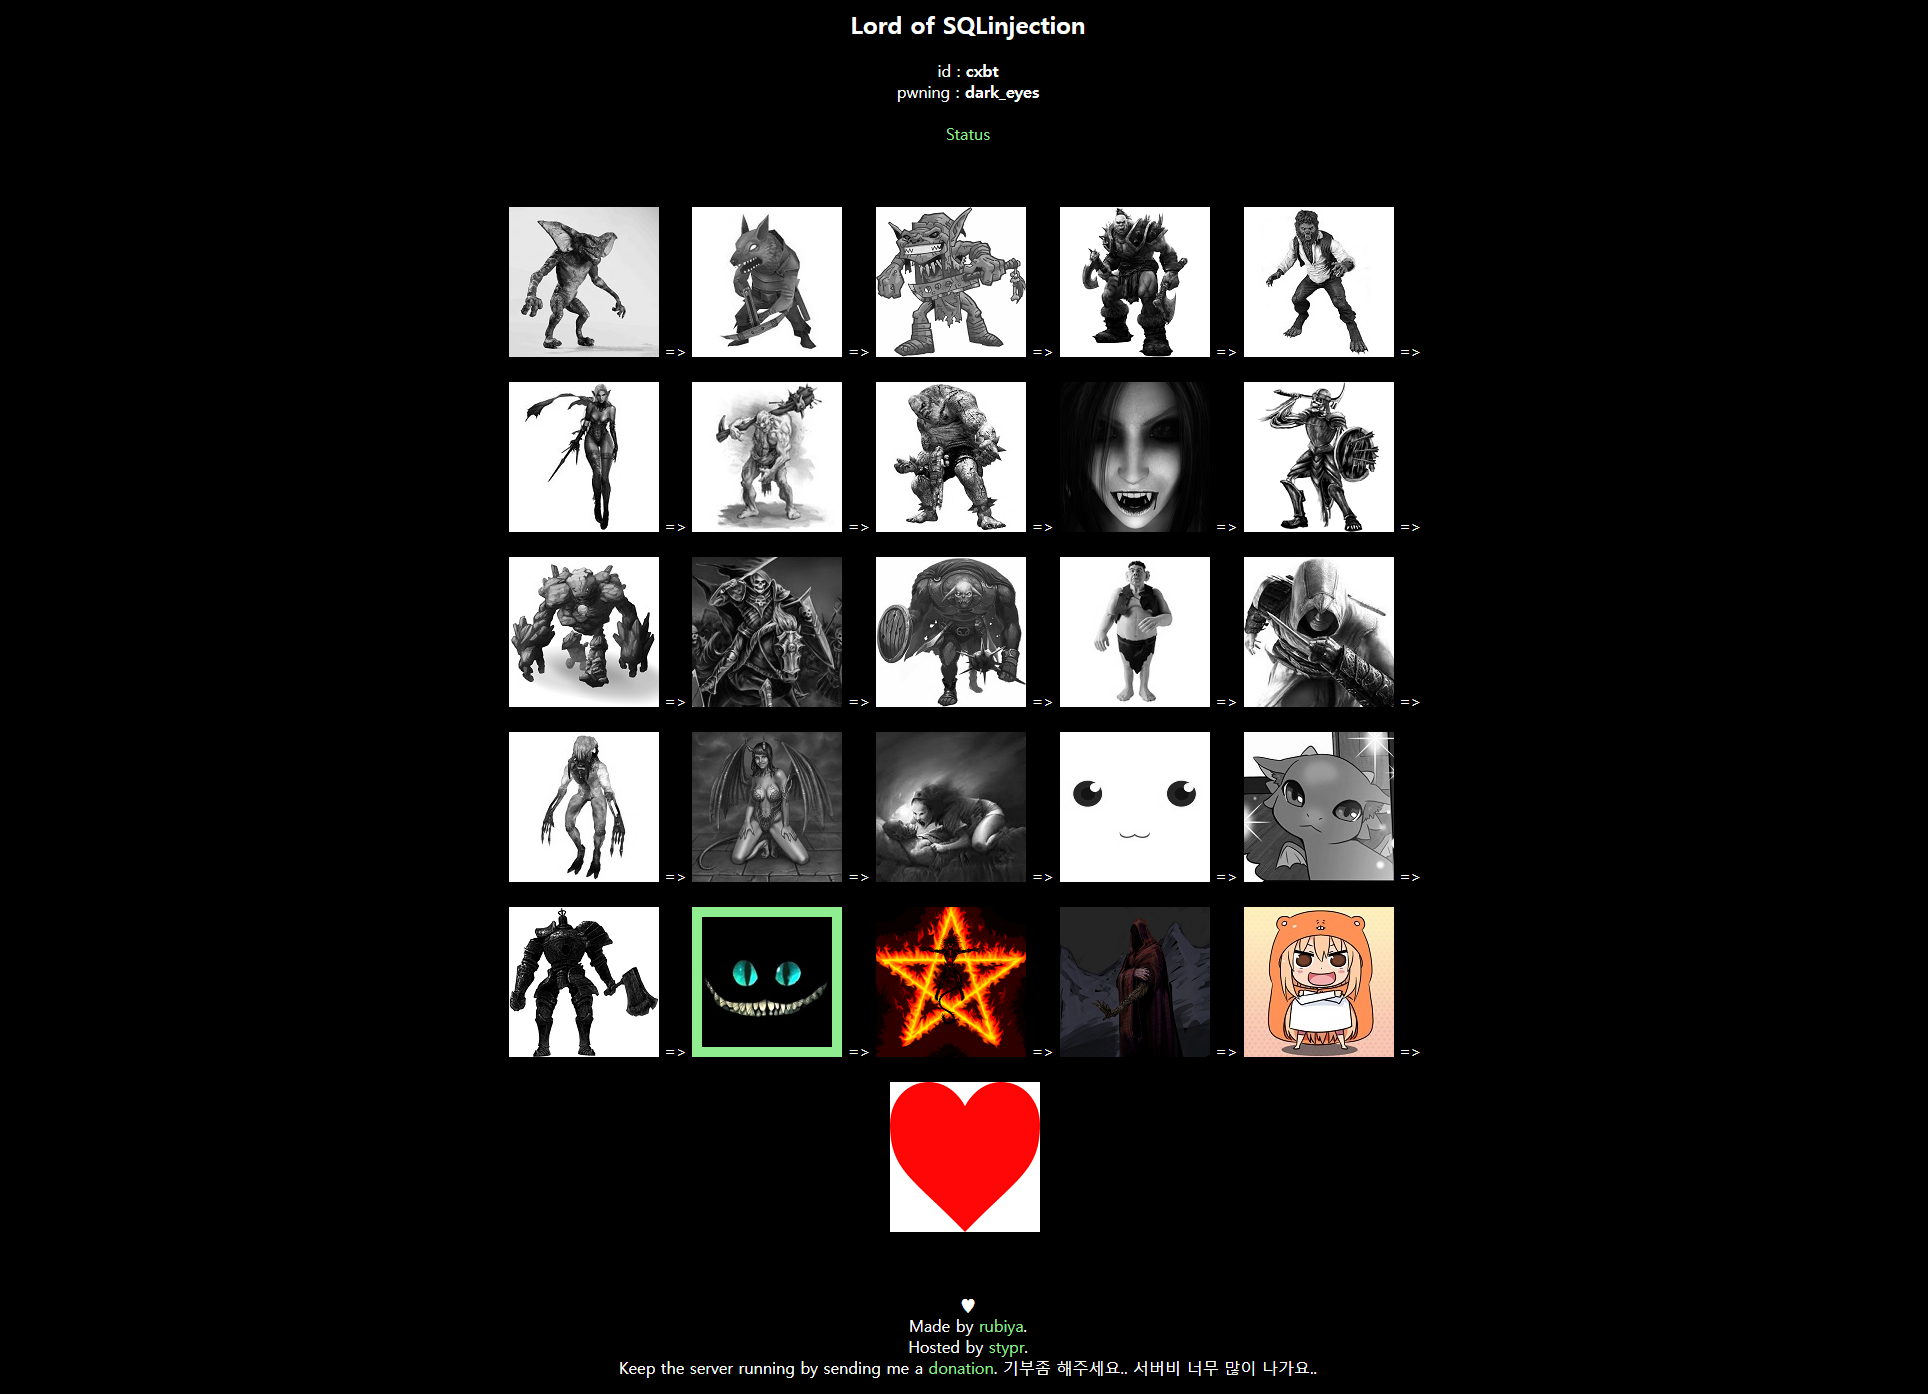 Lord of SQLinjection
id : cxbt
pwning : dark_eyes
Status
=> => => => =>
=> => => => =>
=> => => => =>
=> => => => =>
=> => => => =>
♥
Made by rubiya.
Hosted by stypr.
Keep the server running by sending me a donation. 기부좀 해주세요.. 서버비 너무 많이 나가요..